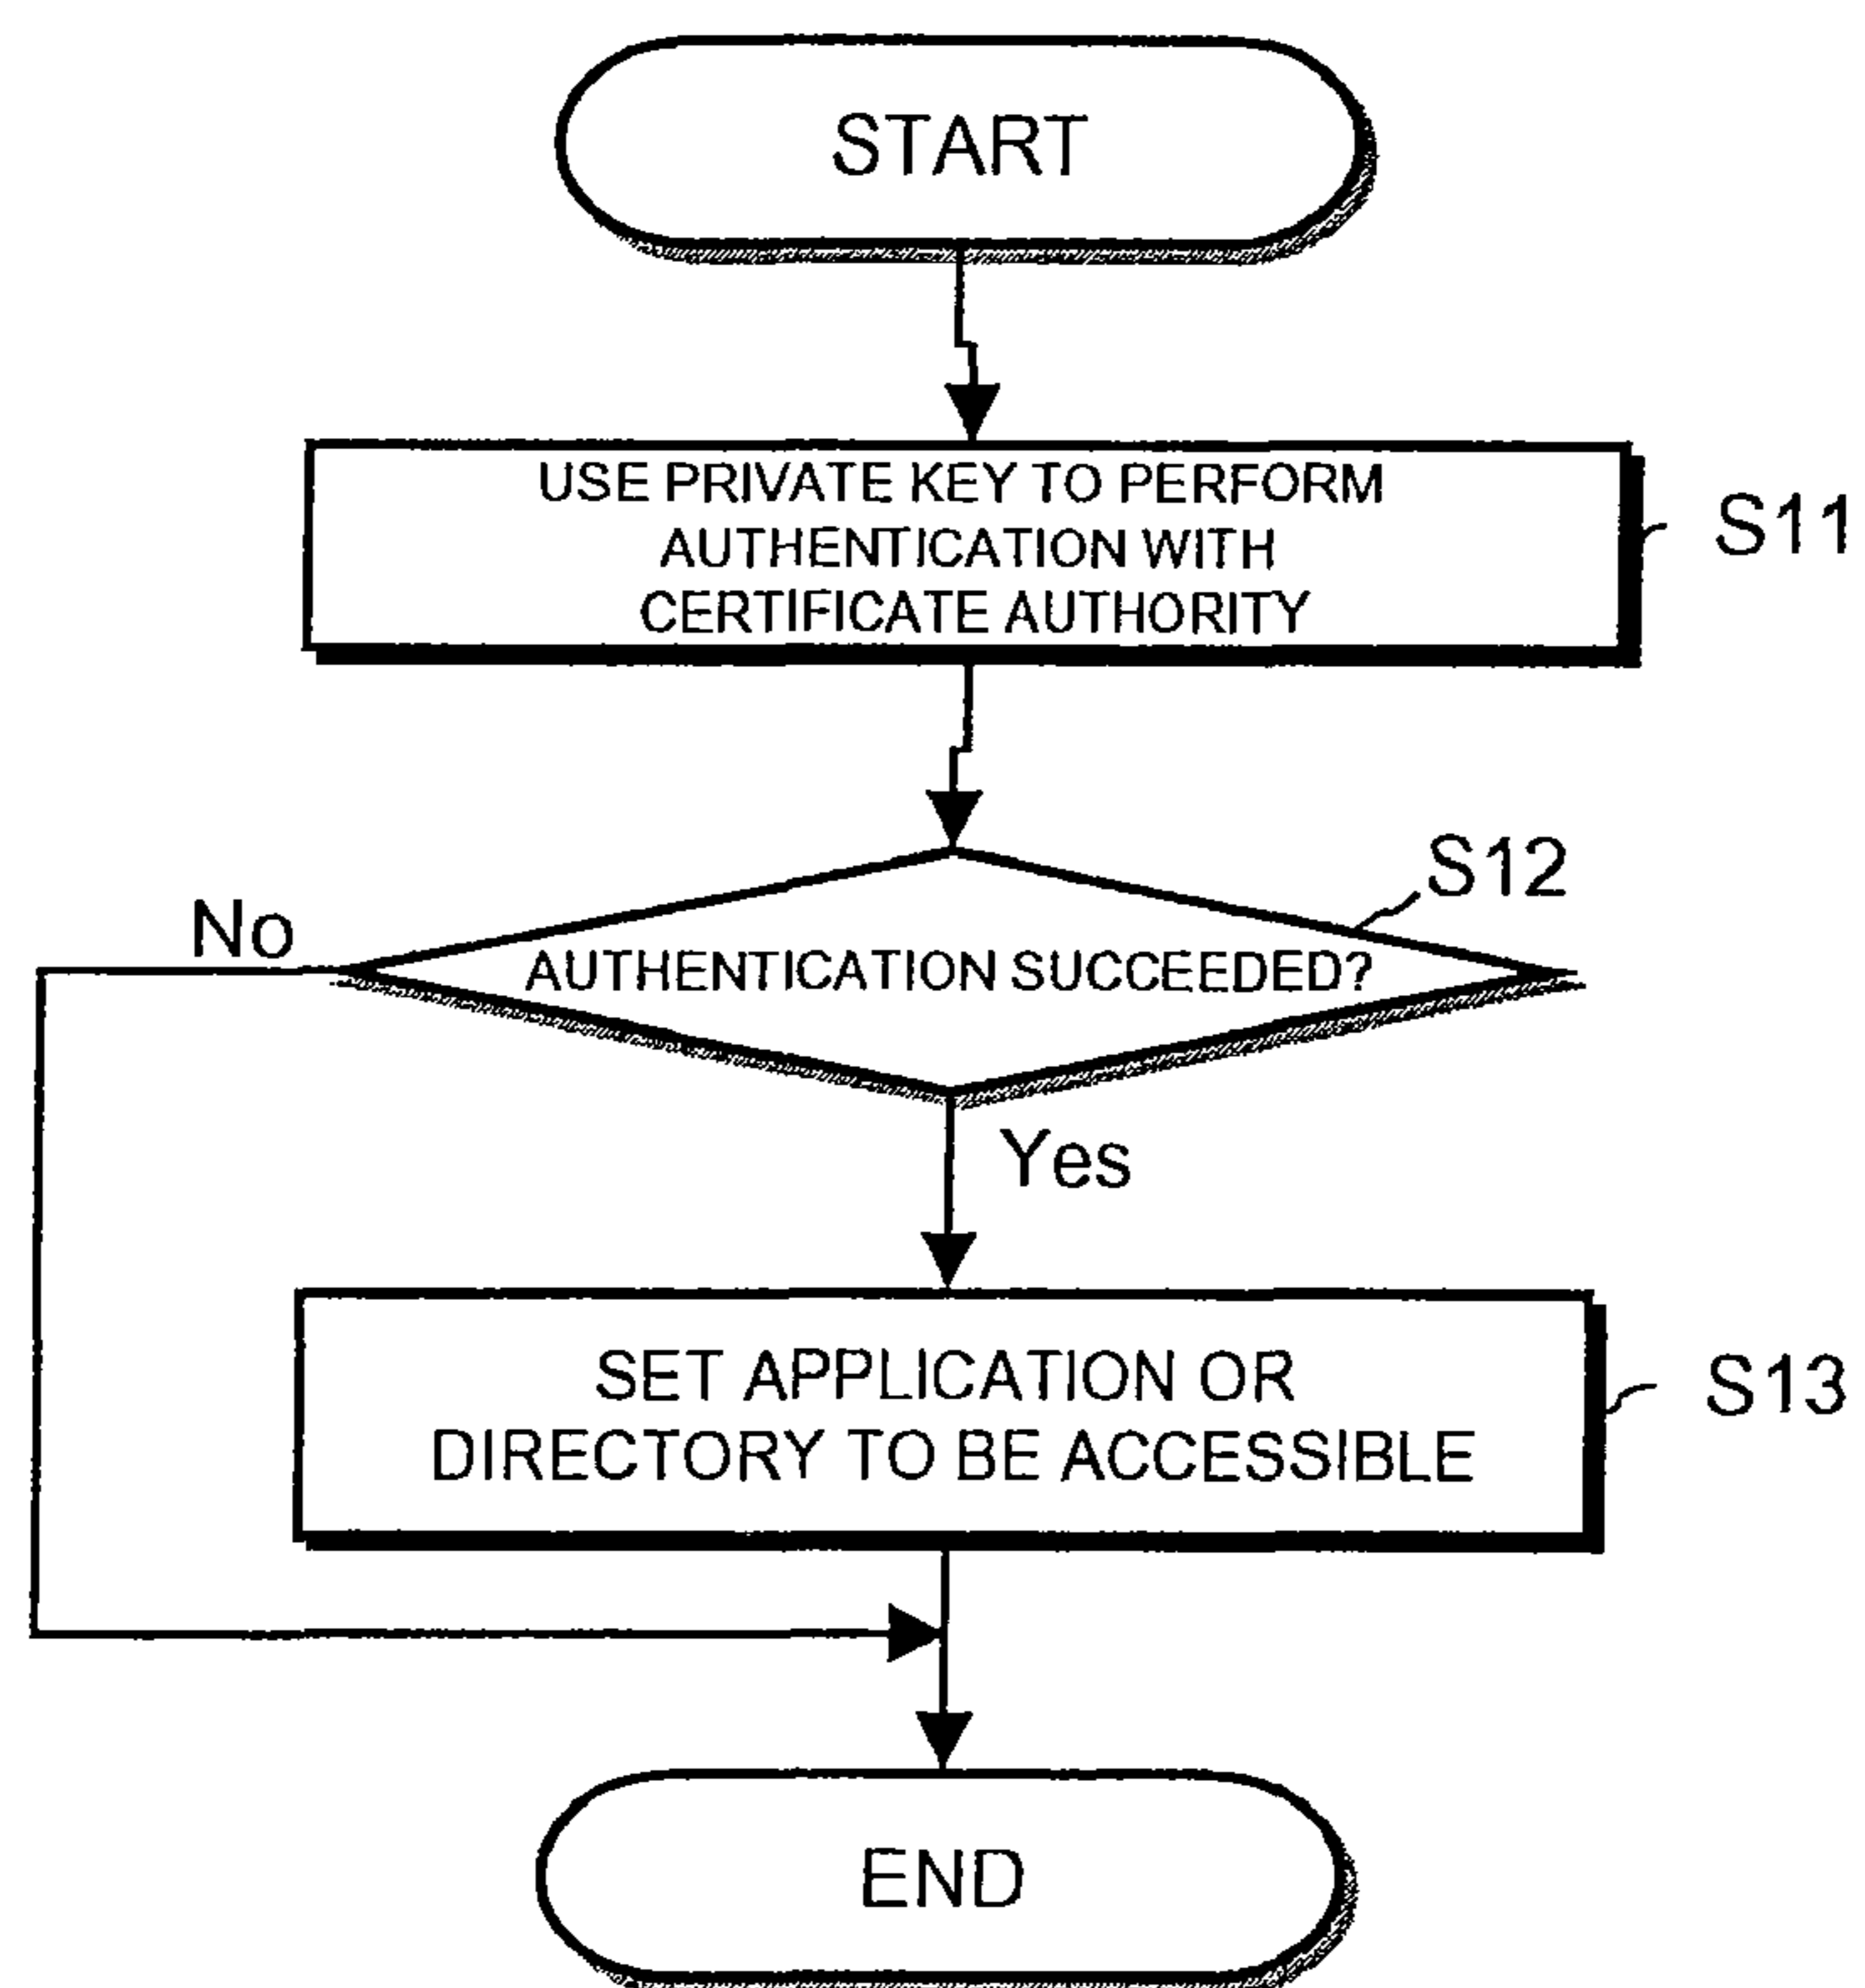 START
USE PRIVATE KEY TO PERFORM
AUTHENTICATION WITH
CERTIFICATE AUTHORITY
S11
S12
No
AUTHENTICATION SUCCEEDED?
Yes
SET APPLICATION OR
DIRECTORY TO BE ACCESSIBLE
S13
END